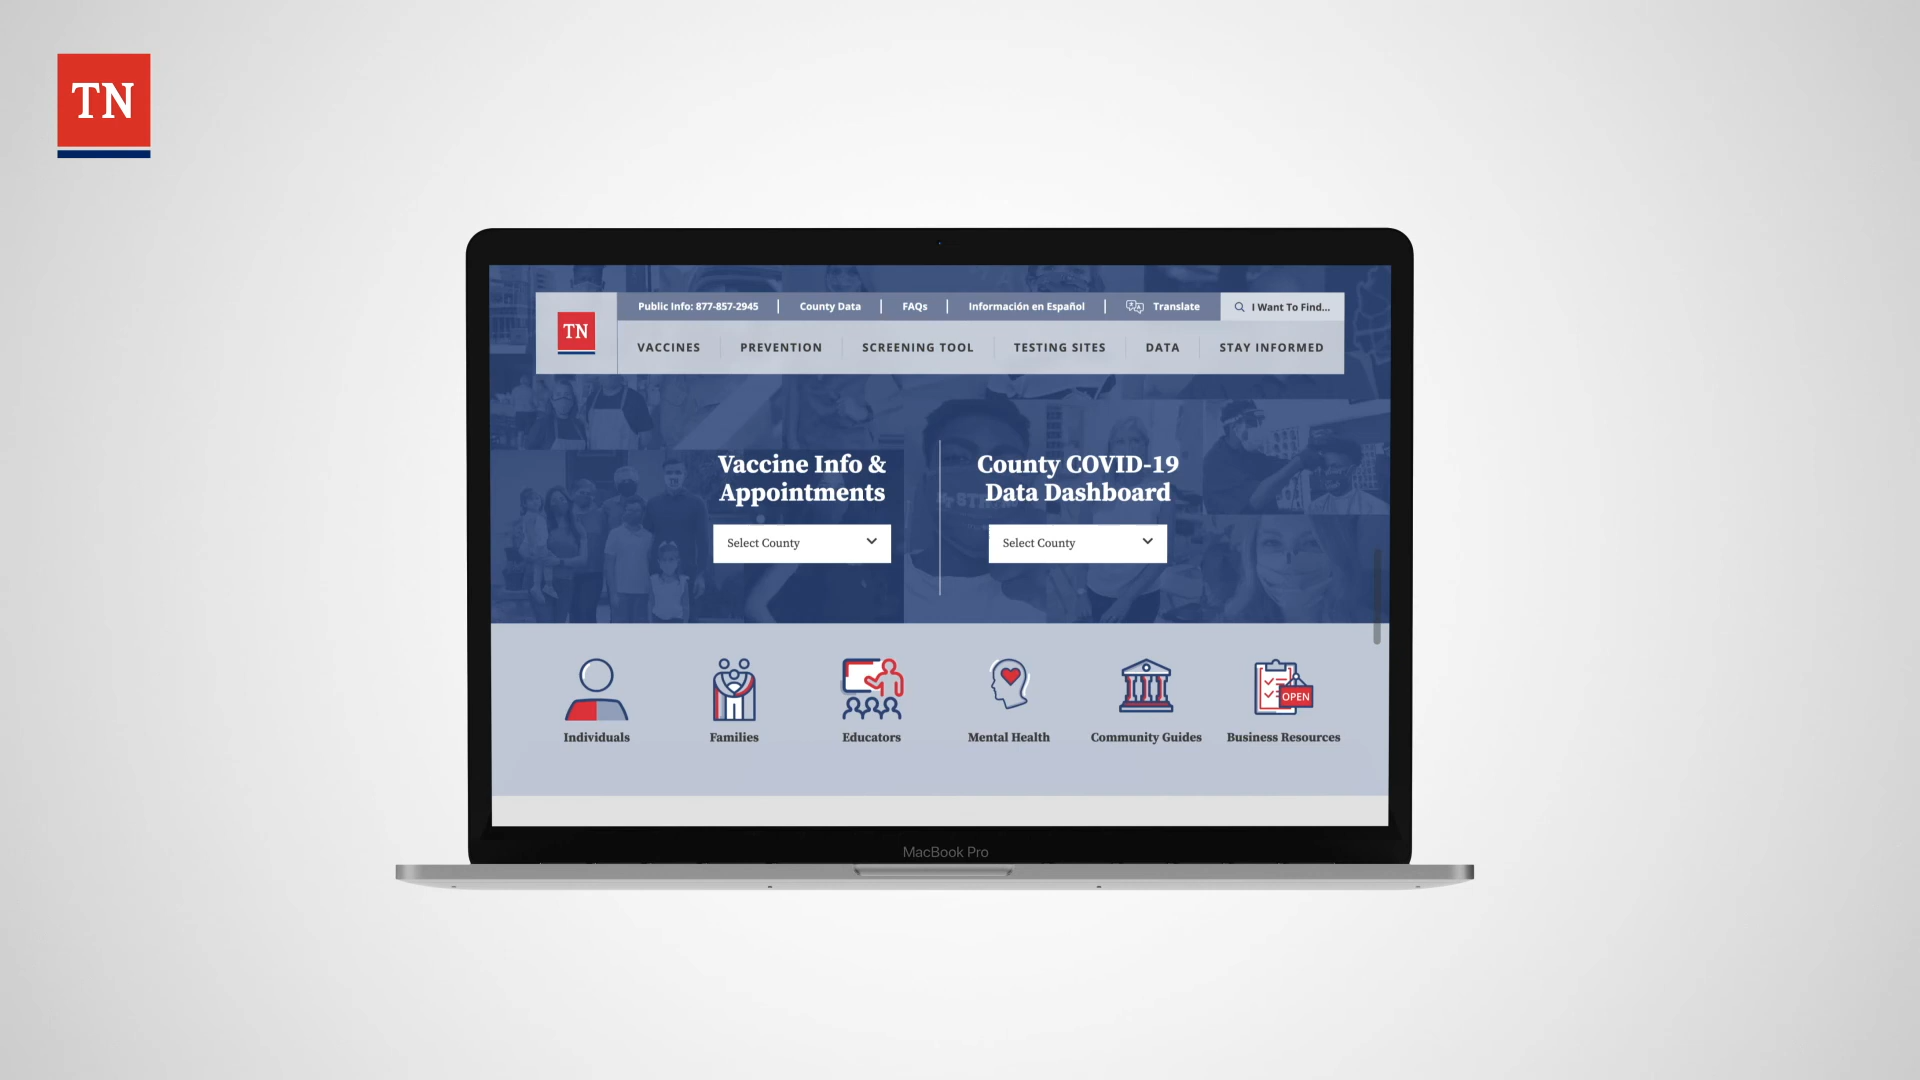 TN
TN
Public Info: 877-857-2945
County Data
FAQs
Información en Español
Translate
I Want To Find...
VACCINES
PREVENTION
SCREENING TOOL
TESTING SITES
DATA
STAY INFORMED
Vaccine Info &
Appointments
Select County
County COVID-19
Data Dashboard
Select County
OPEN
Individuals
Families
Educators
Mental Health
Community Guides
Business Resources
MacBook Pro